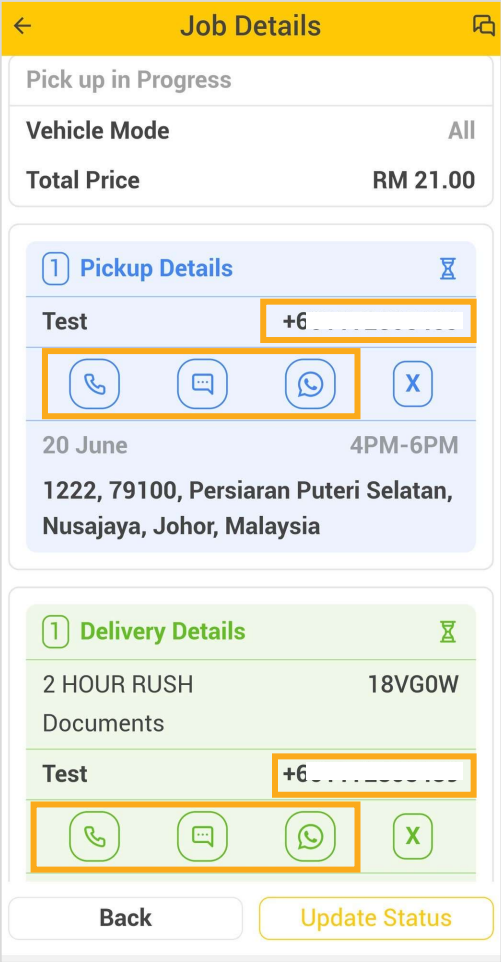 Job Details
Pick up in Progress
Vehicle Mode All
Total Price RM 21.00
1 Pickup Details
Test +6
X
20 June 4PM-6PM
1222, 79100, Persiaran Puteri Selatan,
Nusajaya, Johor, Malaysia
1 Delivery Details
2 HOUR RUSH 18VG0W
Documents
Test +6
X
Back Update Status